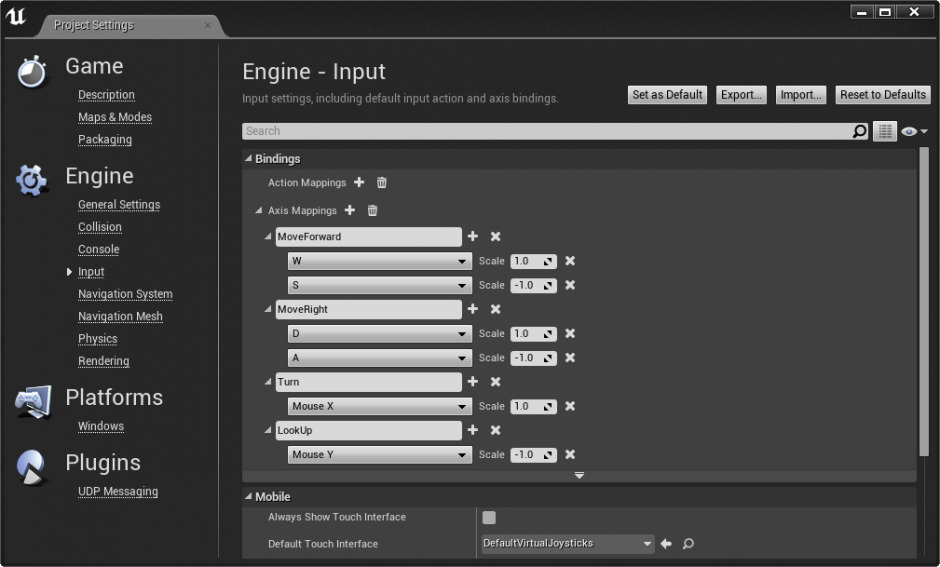 Project Settings
Game
Description
Maps & Modes
Packaging
Engine
General Settings
Collision
Console
Input
Navigation System
Navigation Mesh
Physics
Rendering
Platforms
Windows
Plugins
UDP Messaging
Engine - Input
Input settings, including default input action and axis bindings.
Set as Default Export... Import... Reset to Defaults
Search
Bindings
Action Mappings
Axis Mappings
MoveForward
W Scale 1.0
S Scale -1.0
MoveRight
D Scale 1.0
A Scale -1.0
Turn
Mouse X Scale 1.0
LookUp
Mouse Y Scale -1.0
Mobile
Always Show Touch Interface
Default Touch Interface DefaultVirtualJoysticks